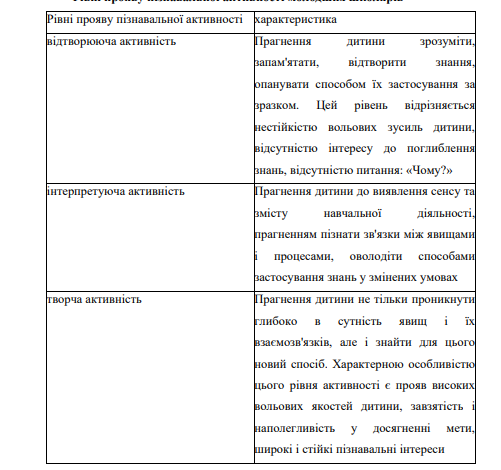 Рівні прояву пізнавальної активності характеристика
відтворююча активність
Прагнення дитини зрозуміти,
запам'ятати, відтворити знання,
опанувати способом їх застосування за
зразком. Цей рівень відрізняється
нестійкістю вольових зусиль дитини,
відсутністю інтересу до поглиблення
знань, відсутністю питання: «Чому?»
інтерпретуюча активність
Прагнення дитини до виявлення сенсу та
змісту навчальної діяльності,
прагненням пізнати зв'язки між явищами
і процесами, оволодіти способами
застосування знань у змінених умовах
творча активність
Прагнення дитини не тільки проникнути
глибоко в сутність явищ і їх
взаємозв'язків, але і знайти для цього
новий спосіб. Характерною особливістю
цього рівня активності є прояв високих
вольових якостей дитини, завзятість і
наполегливість у досягненні мети,
широкі і стійкі пізнавальні інтереси